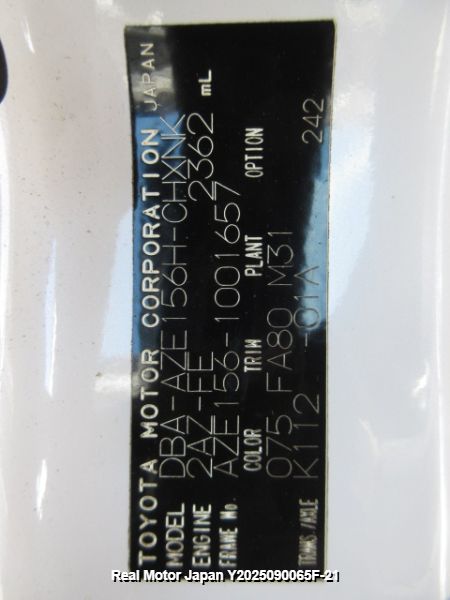 TOYOTA MOTOR CORPORATION JAPAN
MODEL DBA-AZE156H-CHXNK
ENGINE 2AZ-FE 2362 mL
FRAME No. AZE156-1001657
COLOR TRIM PLANT OPTION
075 FA80 M31
TRANS./AXLE K112 -01A 242
Real Motor Japan Y2025090065F-21